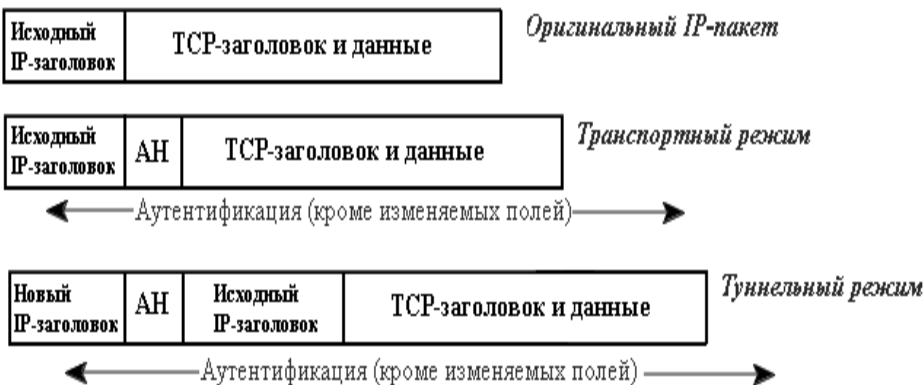 Исходный
IP-заголовок
TCP-заголовок и данные
Оригинальный IP-пакет
Исходный
IP-заголовок
AH
TCP-заголовок и данные
Транспортный режим
Аутентификация (кроме изменяемых полей)
Новый
IP-заголовок
AH
Исходный
IP-заголовок
TCP-заголовок и данные
Туннельный режим
Аутентификация (кроме изменяемых полей)